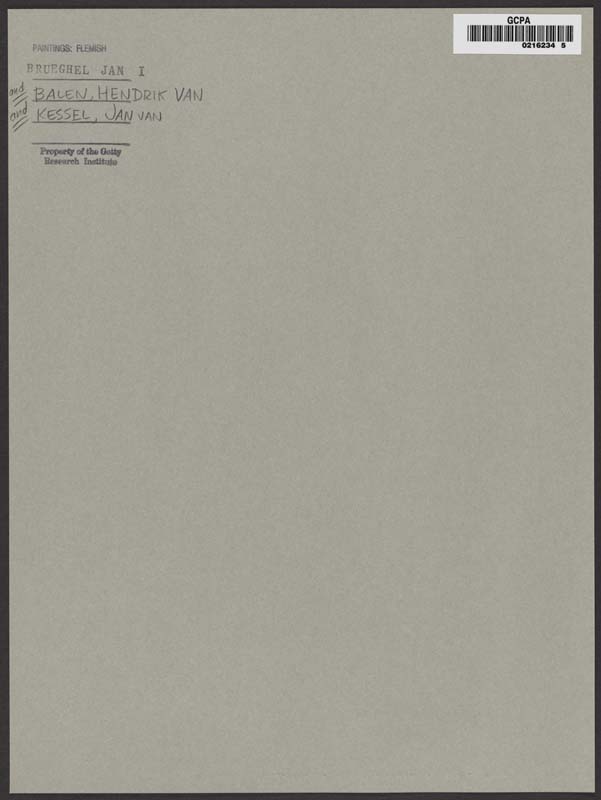 GCPA
0216234 5
PAINTINGS: FLEMISH
BRUEGHEL JAN I
and BALEN, HENDRIK VAN
and KESSEL, JAN VAN
Property of the Getty
Research Institute